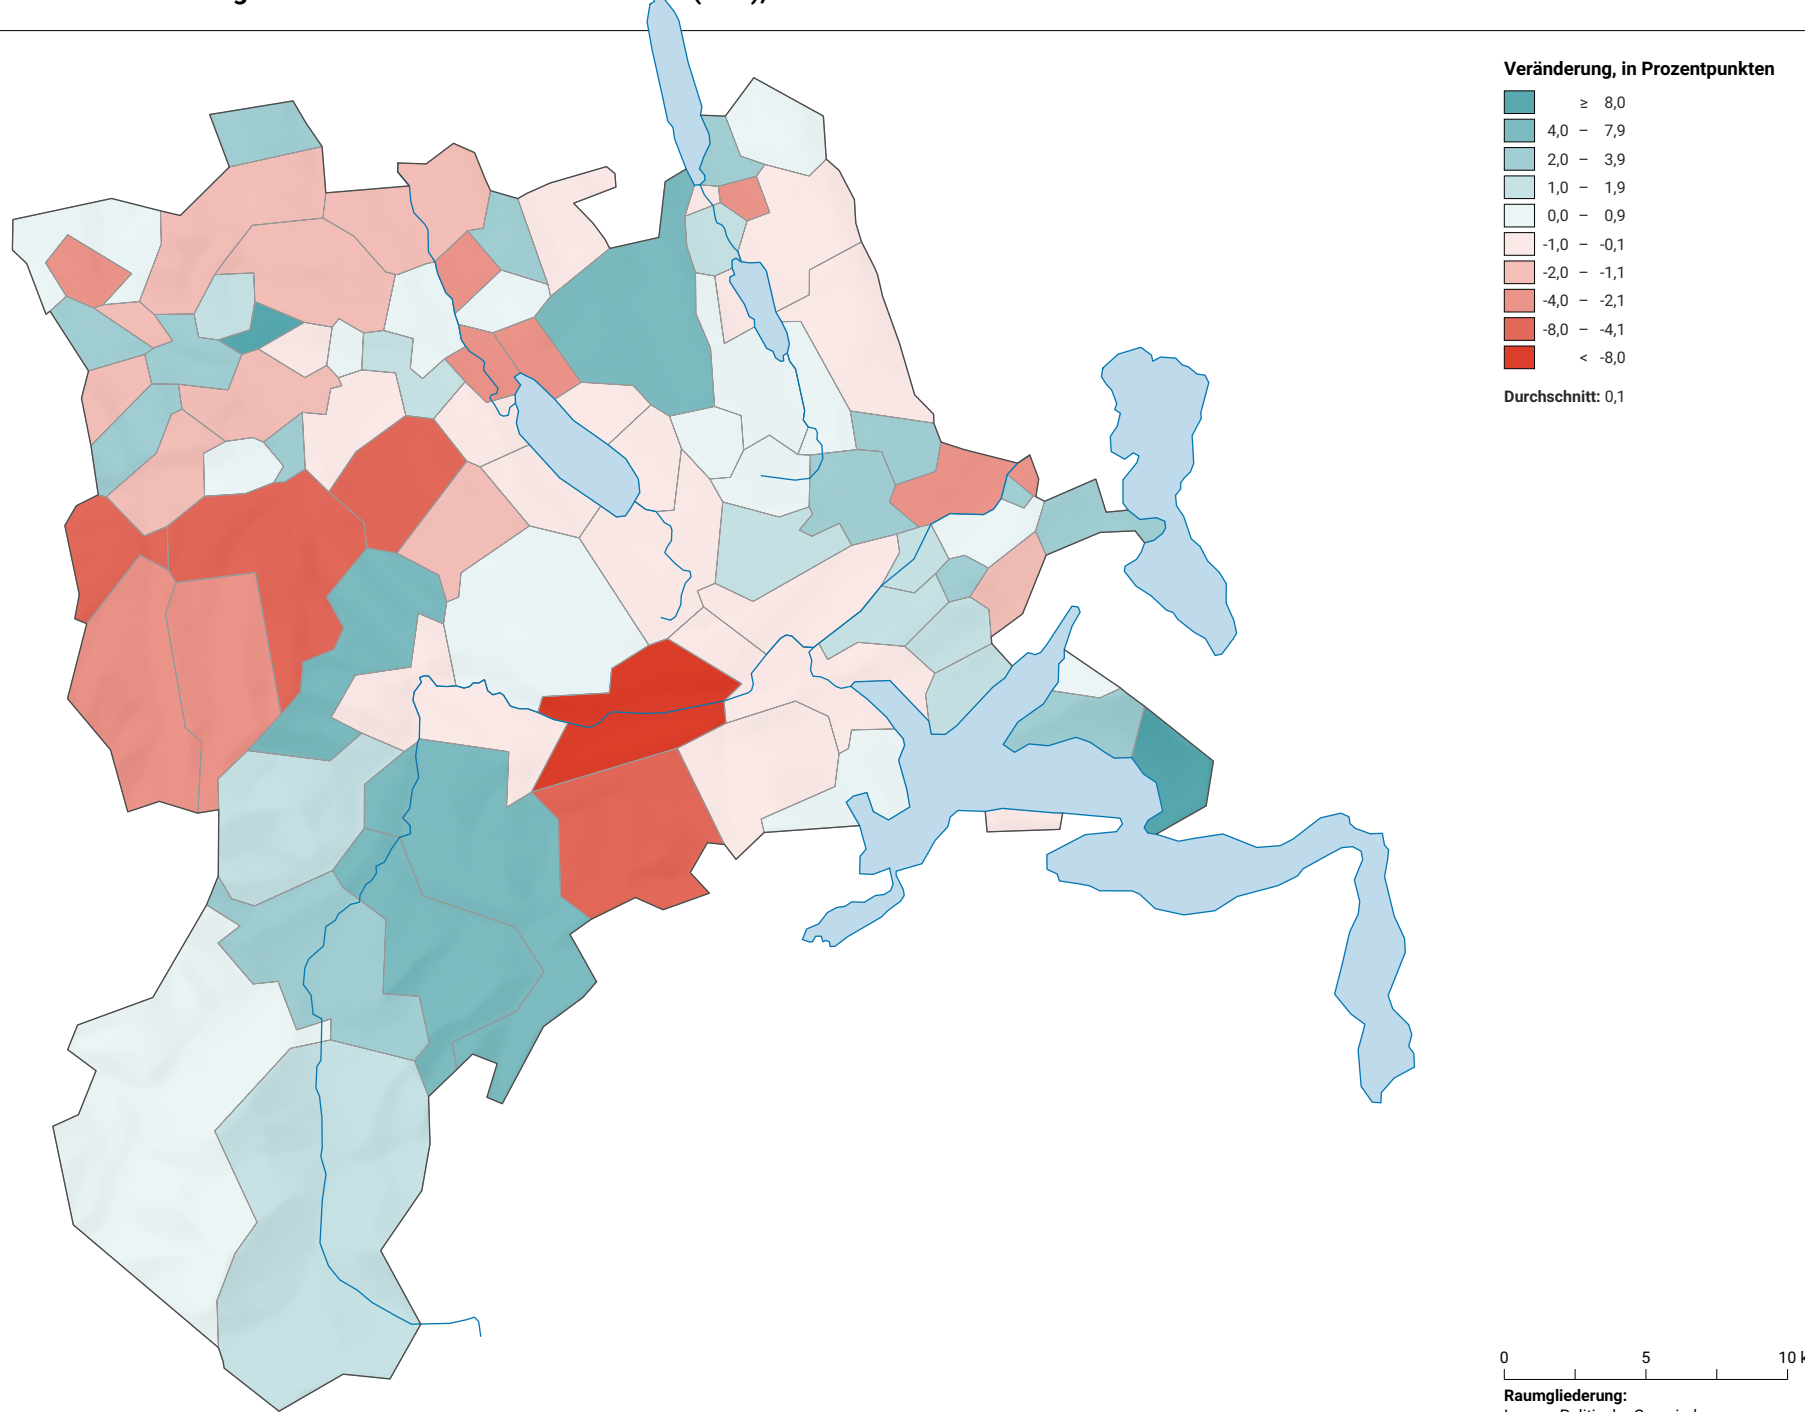 Veränderung, in Prozentpunkten
≥ 8,0
4,0 – 7,9
2,0 – 3,9
1,0 – 1,9
0,0 – 0,9
-1,0 – -0,1
-2,0 – -1,1
-4,0 – -2,1
-8,0 – -4,1
< -8,0
Durchschnitt: 0,1
0 5 10
Raumgliederung: